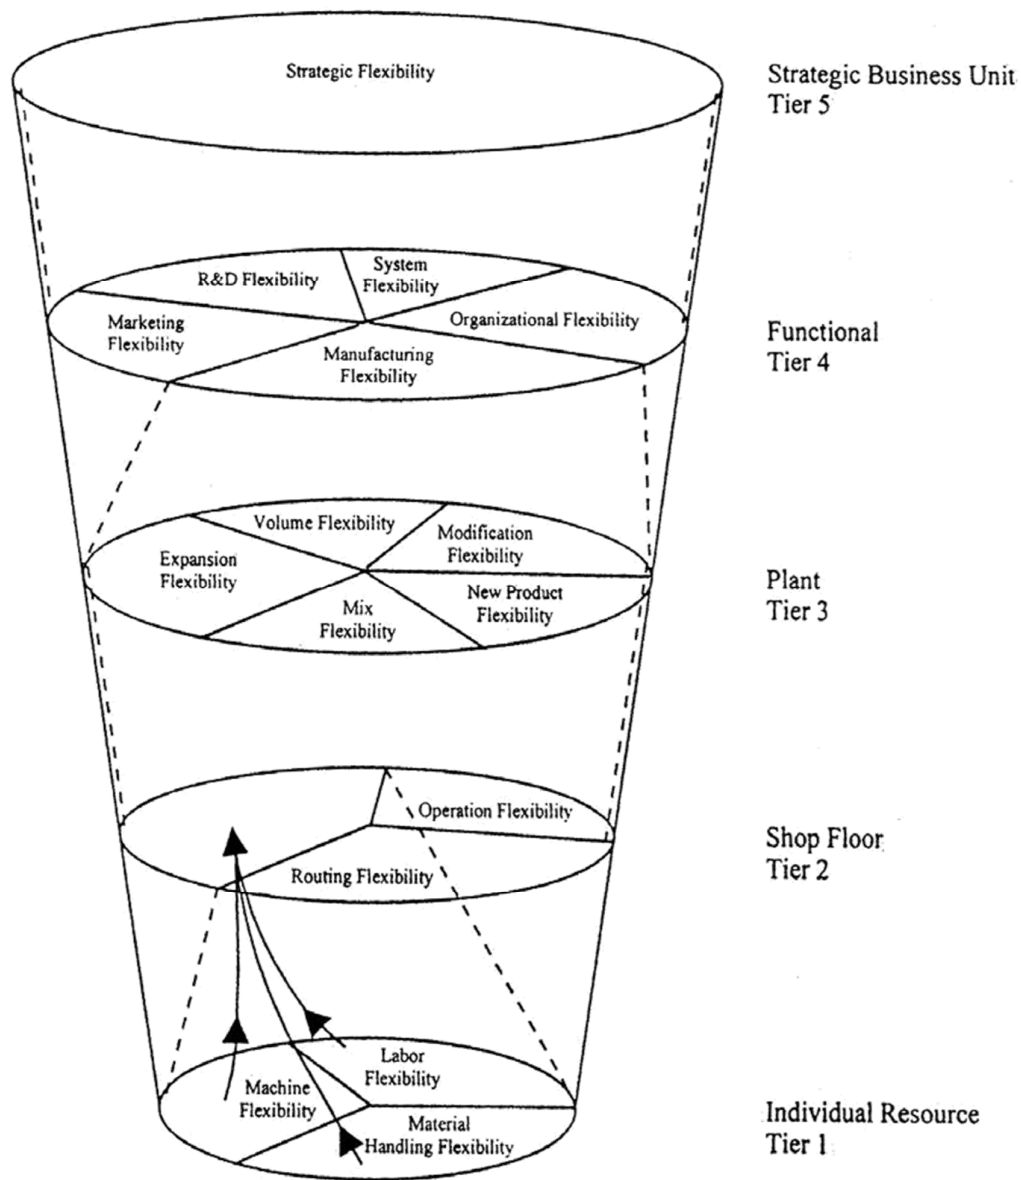 Strategic Flexibility
Strategic Business Unit
Tier 5
R&D Flexibility
System
Flexibility
Marketing
Flexibility
Organizational Flexibility
Manufacturing
Flexibility
Functional
Tier 4
Volume Flexibility
Modification
Flexibility
Expansion
Flexibility
New Product
Flexibility
Mix
Flexibility
Plant
Tier 3
Operation Flexibility
Routing Flexibility
Shop Floor
Tier 2
Labor
Flexibility
Machine
Flexibility
Material
Handling Flexibility
Individual Resource
Tier 1